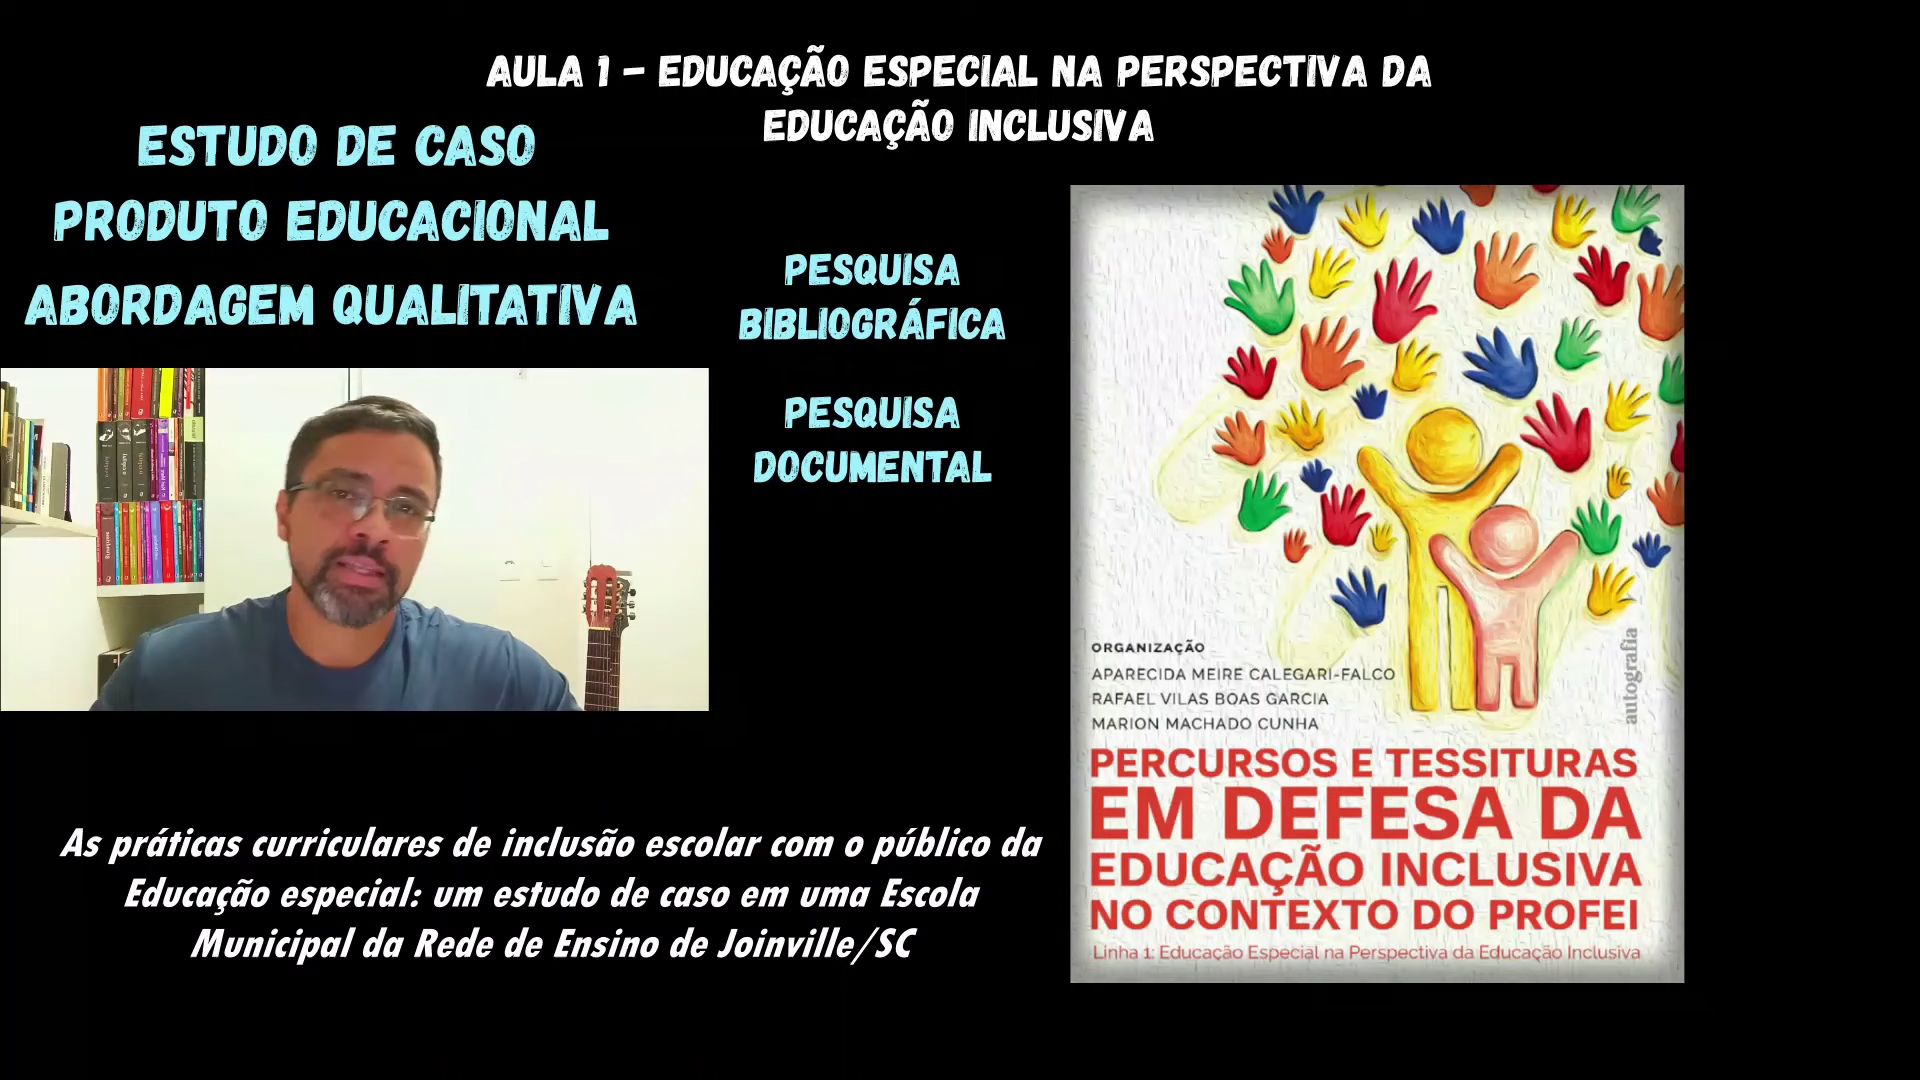 AULA 1 – EDUCAÇÃO ESPECIAL NA PERSPECTIVA DA
EDUCAÇÃO INCLUSIVA
ESTUDO DE CASO
PRODUTO EDUCACIONAL
ABORDAGEM QUALITATIVA
PESQUISA
BIBLIOGRÁFICA
PESQUISA
DOCUMENTAL
As práticas curriculares de inclusão escolar com o público da
Educação especial: um estudo de caso em uma Escola
Municipal da Rede de Ensino de Joinville/SC
ORGANIZAÇÃO
APARECIDA MEIRE CALEGARI-FALCO
RAFAEL VILAS BOAS GARCIA
MARION MACHADO CUNHA
autografia
PERCURSOS E TESSITURAS
EM DEFESA DA
EDUCAÇÃO INCLUSIVA
NO CONTEXTO DO PROFEI
Linha 1: Educação Especial na Perspectiva da Educação Inclusiva